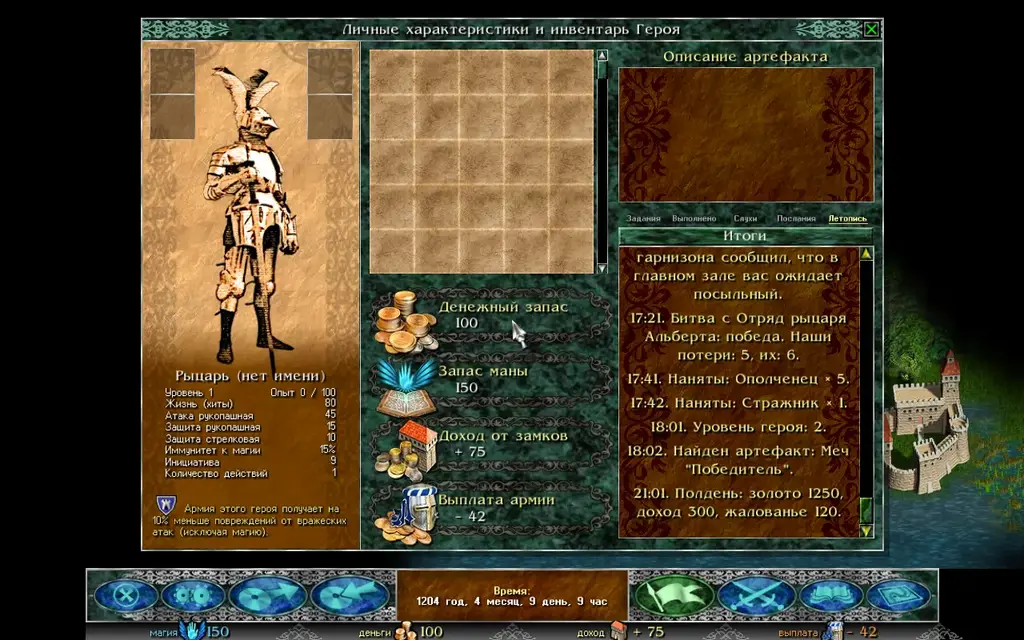 Личные характеристики и инвентарь Героя
Рыцарь (нет имени)
Уровень 1 Опыт 0 / 100
Жизнь (хиты) 80
Атака рукопашная 45
Защита рукопашная 15
Защита стрелковая 10
Иммунитет к магии 15%
Инициатива 9
Количество действий 1
Армия этого героя получает на
10% меньше повреждений от вражеских
атак (исключая магию).
Денежный запас
100
Запас маны
150
Доход от замков
+ 75
Выплата армии
- 42
Описание артефакта
Задания Выполнено Слухи Послания Летопись
Итоги
гарнизона сообщил, что в
главном зале вас ожидает
посыльный.
17:21. Битва с Отряд рыцаря
Альберта: победа. Наши
потери: 5, их: 6.
17:41. Наняты: Ополченец × 5.
17:42. Наняты: Стражник × 1.
18:01. Уровень героя: 2.
18:02. Найден артефакт: Меч
"Победитель".
21:01. Полдень: золото 1250,
доход 300, жалованье 120.
Время:
1204 год, 4 месяц, 9 день, 9 час
магия 150 деньги 100 доход + 75 выплата - 42